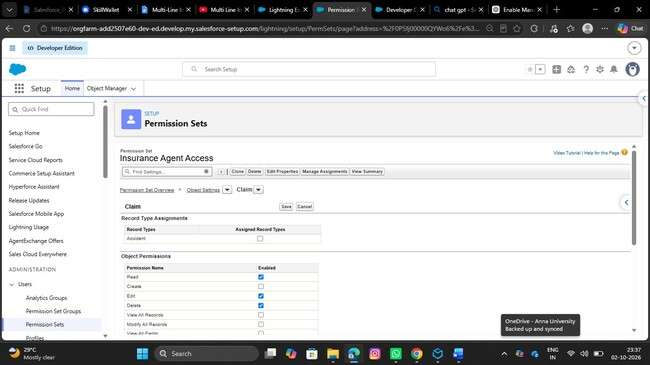 Salesforce_
SkillWallet
Multi-Line I
Multi Line Ir
Lightning Ex
Permission
Developer C
chat gpt - S
Enable Mana
https://orgfarm-add2507e60-dev-ed.develop.my.salesforce-setup.com/lightning/setup/PermSets/page?address=
Chat
Developer Edition
Search Setup
Setup
Home
Object Manager
Quick Find
Setup Home
Salesforce Go
Service Cloud Reports
Commerce Setup Assistant
Hyperforce Assistant
Release Updates
Salesforce Mobile App
Lightning Usage
AgentExchange Offers
Sales Cloud Everywhere
ADMINISTRATION
Users
Analytics Groups
Permission Set Groups
Permission Sets
Profiles
SETUP
Permission Sets
Permission Set
Insurance Agent Access
Video Tutorial | Help for this Page
Find Settings...
Clone
Delete
Edit Properties
Manage Assignments
View Summary
Permission Set Overview
Object Settings
Claim
Claim
Save
Cancel
Record Type Assignments
Record Types
Assigned Record Types
Accident
Object Permissions
Permission Name
Enabled
Read
Create
Edit
Delete
View All Records
Modify All Records
View All Fields
OneDrive - Anna University
Backed up and synced
29°C
Mostly clear
Search
ENG
IN
23:37
02-10-2026